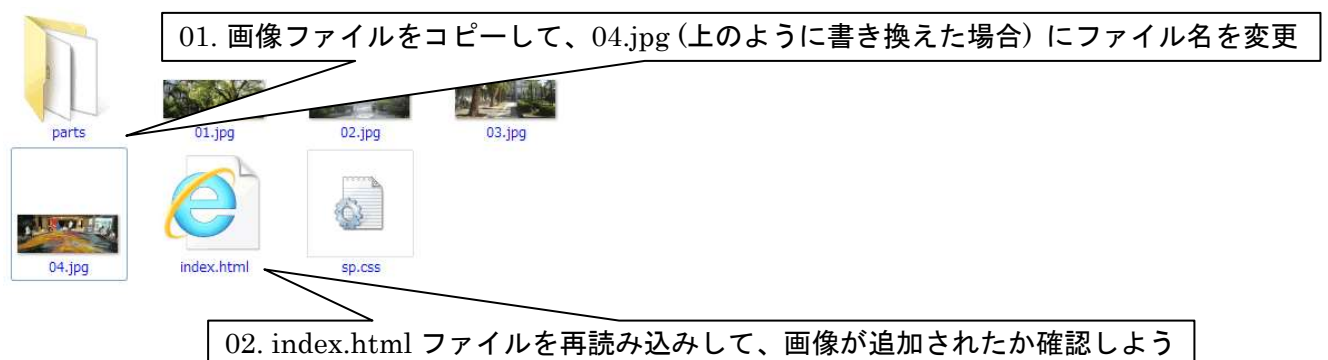 01. 画像ファイルをコピーして、04.jpg (上のように書き換えた場合) にファイル名を変更
parts
01.jpg
02.jpg
03.jpg
04.jpg
index.html
sp.css
02. index.html ファイルを再読み込みして、画像が追加されたか確認しよう